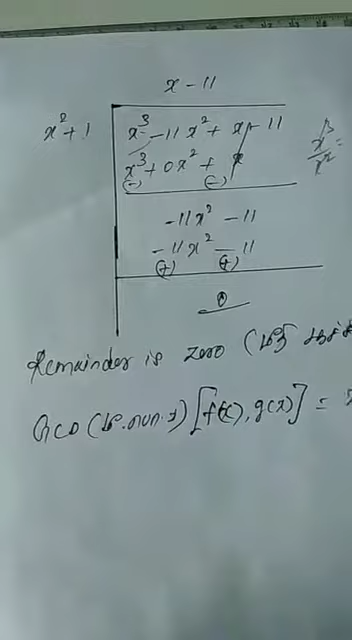 x - 11
x² + 1
x³ - 11x² + x - 11
x³ + 0x² + x
(-) (-)
x³/x² =
-11x² - 11
-11x² - 11
(+) (+)
0
Remainder is zero
GCD [f(x), g(x)] =